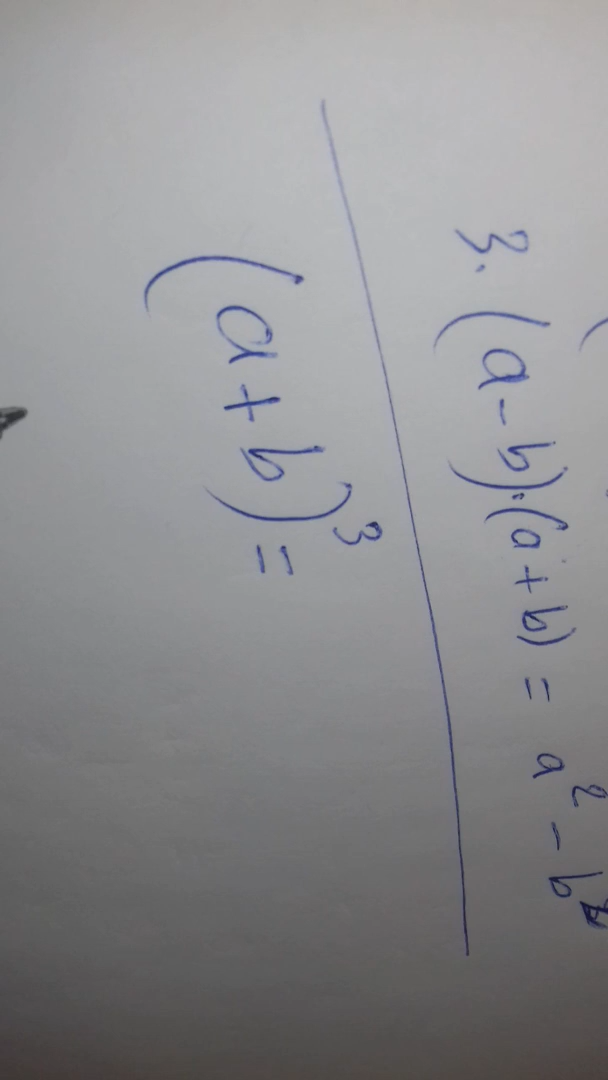 3. (a-b)·(a+b) = a² - b²
(a+b)³ =